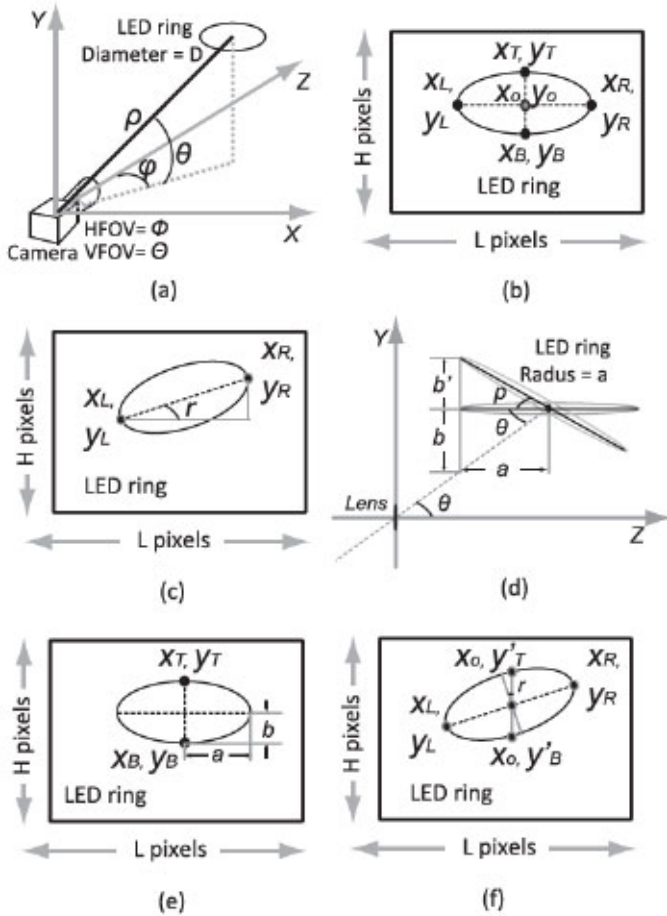 Y
LED ring
Diameter = D
Z
ρ
φ
θ
X
HFOV= Φ
Camera VFOV= Θ
(a)
H pixels
xT, yT
xL,
yL
xo yo
xR,
yR
xB, yB
LED ring
L pixels
(b)
H pixels
xR,
yR
xL,
yL
r
LED ring
L pixels
(c)
Y
LED ring
Radius = a
b'
p
b
θ
a
Lens
θ
Z
(d)
H pixels
xT, yT
b
xB, yB
a
LED ring
L pixels
(e)
H pixels
xo, y'T
xR,
yR
r
xL,
yL
xo, y'B
LED ring
L pixels
(f)